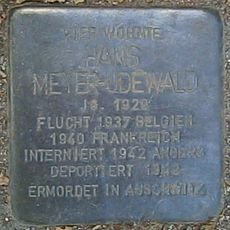 HIER WOHNTE
HANS
MEYER-UDEWALD
JG. 1920
FLUCHT 1937 BELGIEN
1940 FRANKREICH
INTERNIERT 1942
DEPORTIERT 1942
ERMORDET IN AUSCHWITZ